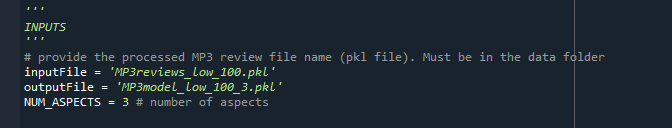 '''
INPUTS
'''
# provide the processed MP3 review file name (pkl file). Must be in the data folder
inputFile = 'MP3reviews_low_100.pkl'
outputFile = 'MP3model_low_100_3.pkl'
NUM_ASPECTS = 3 # number of aspects